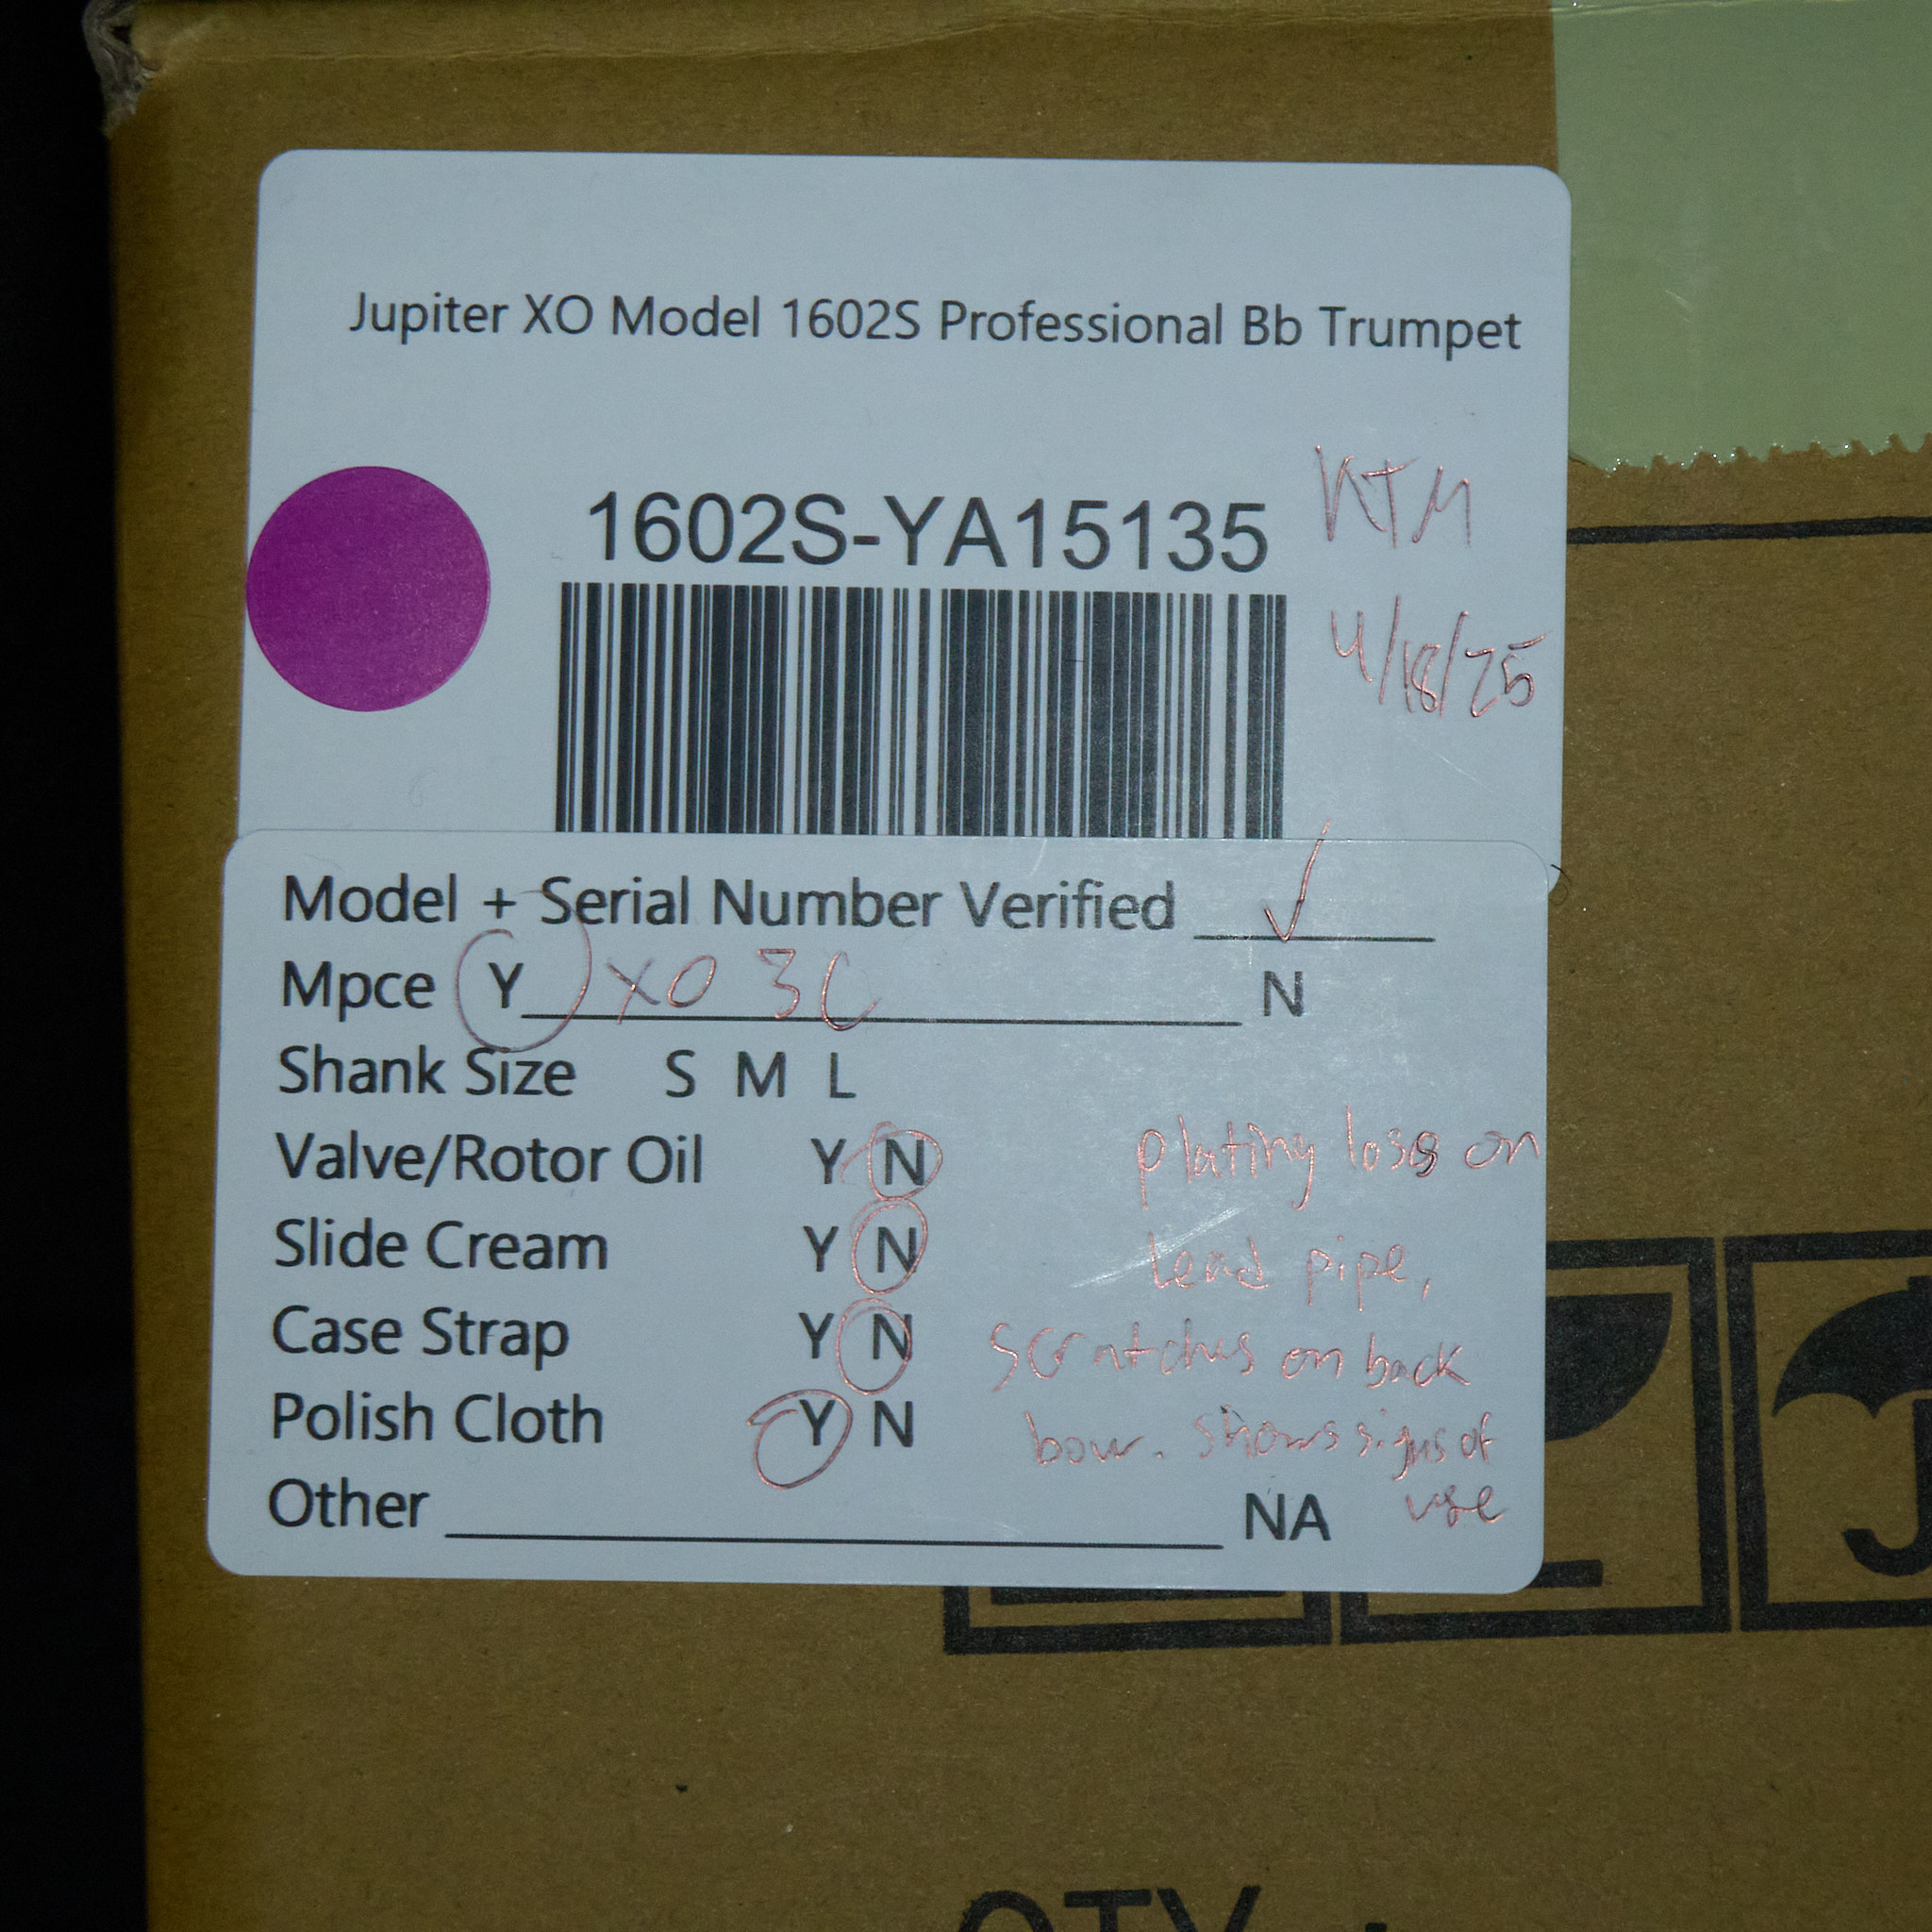 Jupiter XO Model 1602S Professional Bb Trumpet
1602S-YA15135
KTM
4/18/25
Model + Serial Number Verified ✓
Mpce Y XO 3C N
Shank Size S M L
Valve/Rotor Oil Y N
Slide Cream Y N
Case Strap Y N
Polish Cloth Y N
Other NA
plating loss on
lead pipe,
scratches on back
bow. shows signs of
use
QTY :